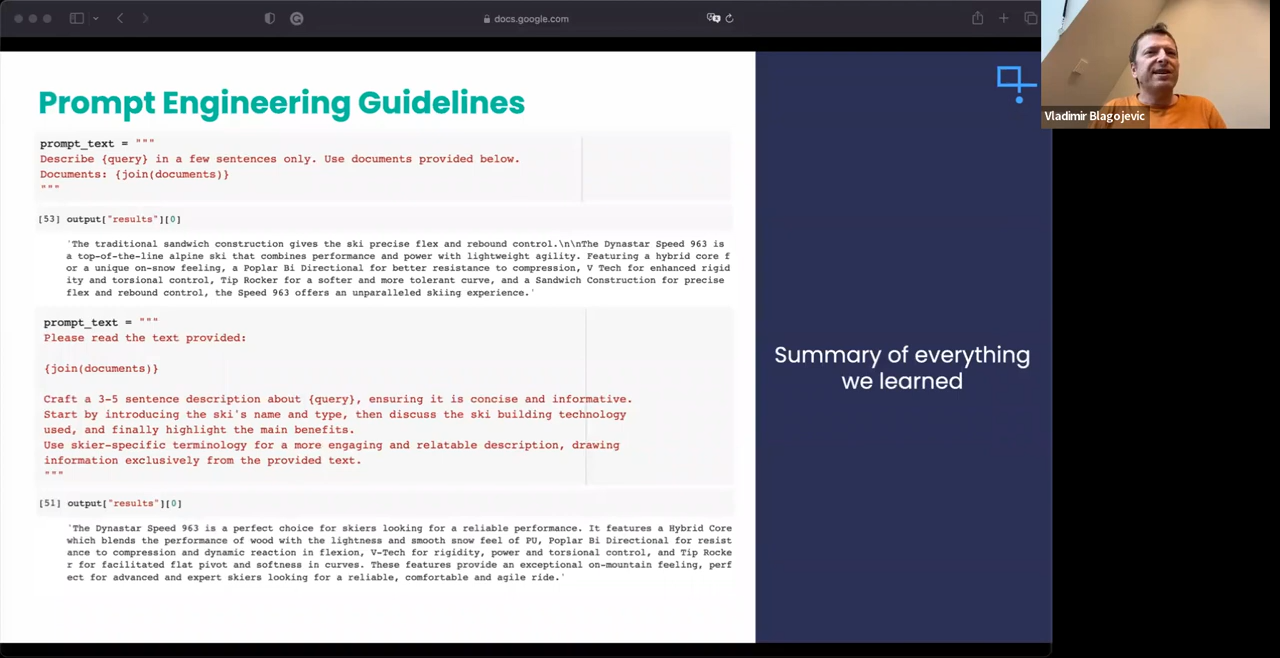 docs.google.com
Prompt Engineering Guidelines
prompt_text = """
Describe {query} in a few sentences only. Use documents provided below.
Documents: {join(documents)}
"""
[53] output["results"][0]
'The traditional sandwich construction gives the ski precise flex and rebound control.\n\nThe Dynastar Speed 963 is
a top-of-the-line alpine ski that combines performance and power with lightweight agility. Featuring a hybrid core f
or a unique on-snow feeling, a Poplar Bi Directional for better resistance to compression, V Tech for enhanced rigid
ity and torsional control, Tip Rocker for a softer and more tolerant curve, and a Sandwich Construction for precise
flex and rebound control, the Speed 963 offers an unparalleled skiing experience.'
prompt_text = """
Please read the text provided:
{join(documents)}
Craft a 3-5 sentence description about {query}, ensuring it is concise and informative.
Start by introducing the ski's name and type, then discuss the ski building technology
used, and finally highlight the main benefits.
Use skier-specific terminology for a more engaging and relatable description, drawing
information exclusively from the provided text.
"""
[51] output["results"][0]
'The Dynastar Speed 963 is a perfect choice for skiers looking for a reliable performance. It features a Hybrid Core
which blends the performance of wood with the lightness and smooth snow feel of PU, Poplar Bi Directional for resist
ance to compression and dynamic reaction in flexion, V-Tech for rigidity, power and torsional control, and Tip Rocke
r for facilitated flat pivot and softness in curves. These features provide an exceptional on-mountain feeling, perf
ect for advanced and expert skiers looking for a reliable, comfortable and agile ride.'
Summary of everything
we learned
Vladimir Blagojevic